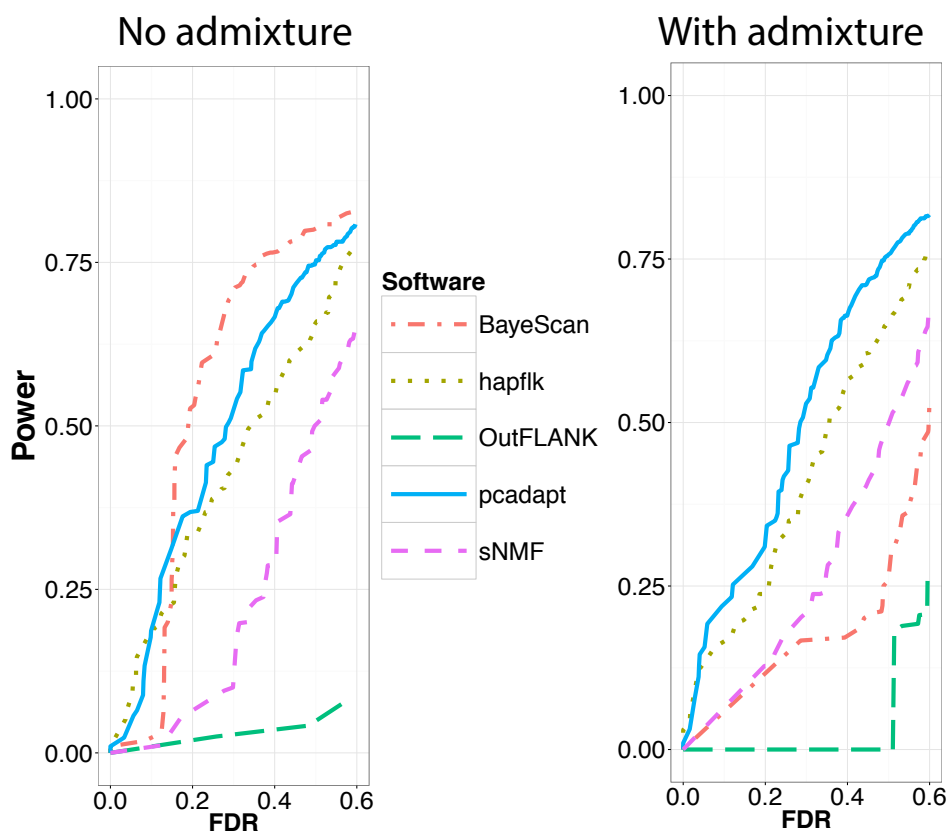 No admixture
With admixture
1.00
0.75
0.50
0.25
0.00
Power
0.0 0.2 0.4 0.6
FDR
Software
BayeScan
hapflk
OutFLANK
pcadapt
sNMF
1.00
0.75
0.50
0.25
0.00
0.0 0.2 0.4 0.6
FDR